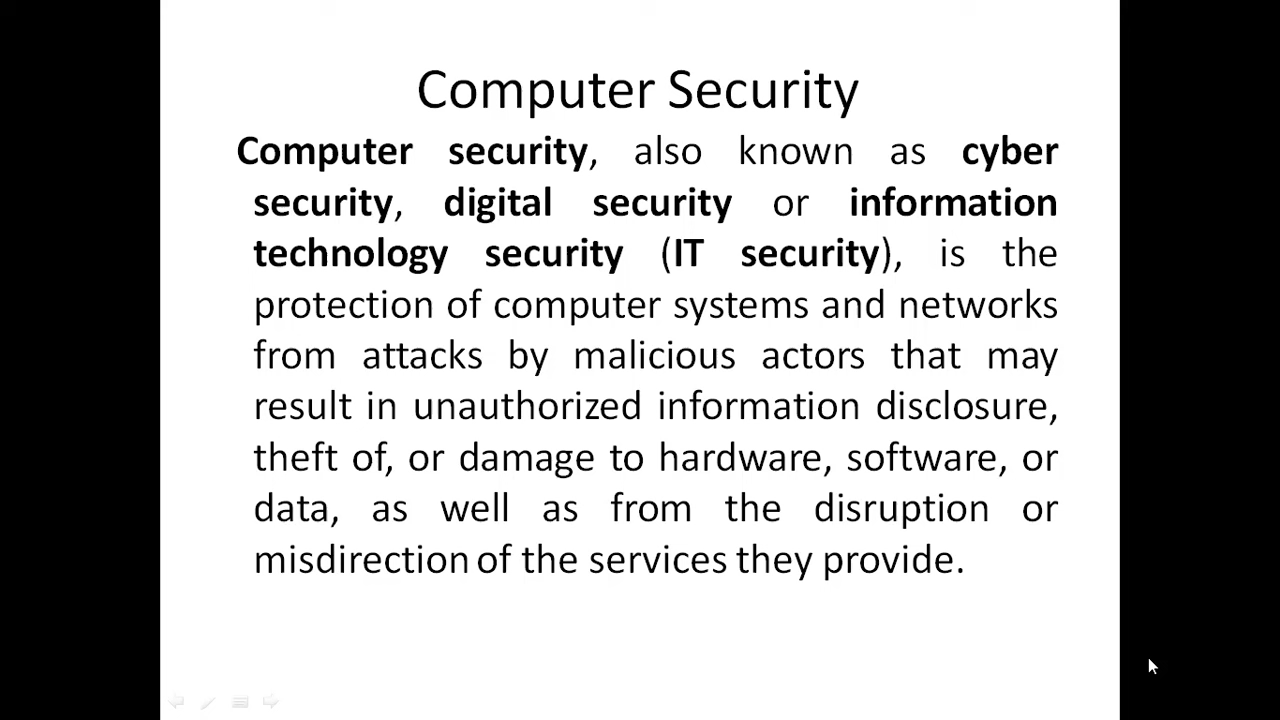 Computer Security
Computer security, also known as cyber
security, digital security or information
technology security (IT security), is the
protection of computer systems and networks
from attacks by malicious actors that may
result in unauthorized information disclosure,
theft of, or damage to hardware, software, or
data, as well as from the disruption or
misdirection of the services they provide.